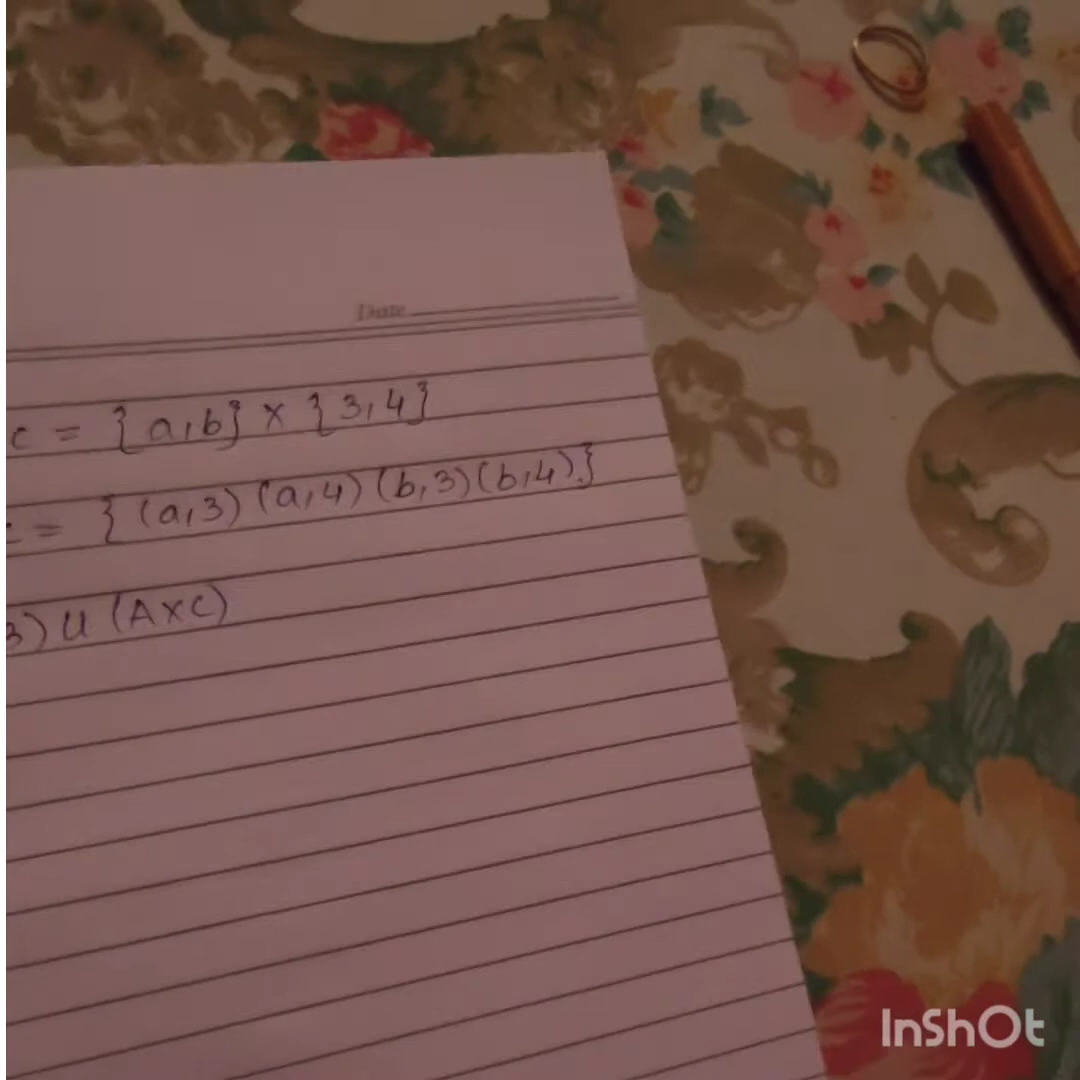 Date
c = {a,b} x {3,4}
= {(a,3) (a,4) (b,3) (b,4)}
3) U (AXC)
InShOt